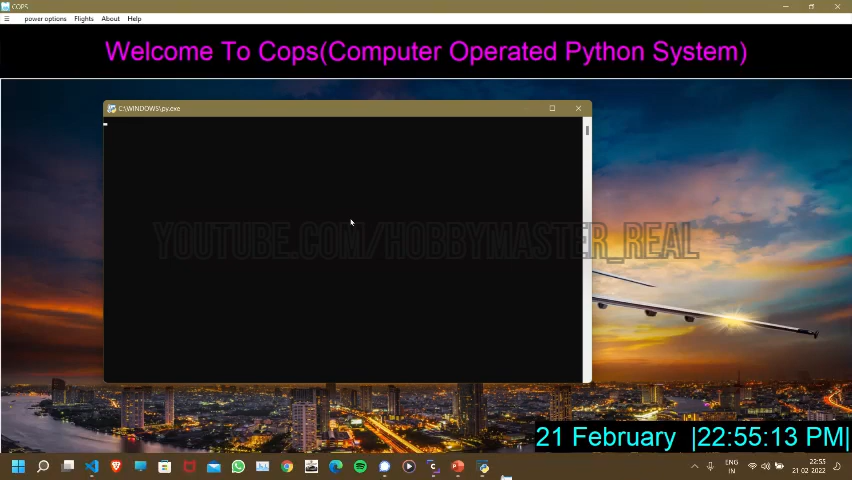 COPS
power options Flights About Help
Welcome To Cops(Computer Operated Python System)
C:\WINDOWS\py.exe
YOUTUBE.COM/HOBBYMASTER_REAL
21 February |22:55:13 PM|
ENG
IN
22:55
21-02-2022